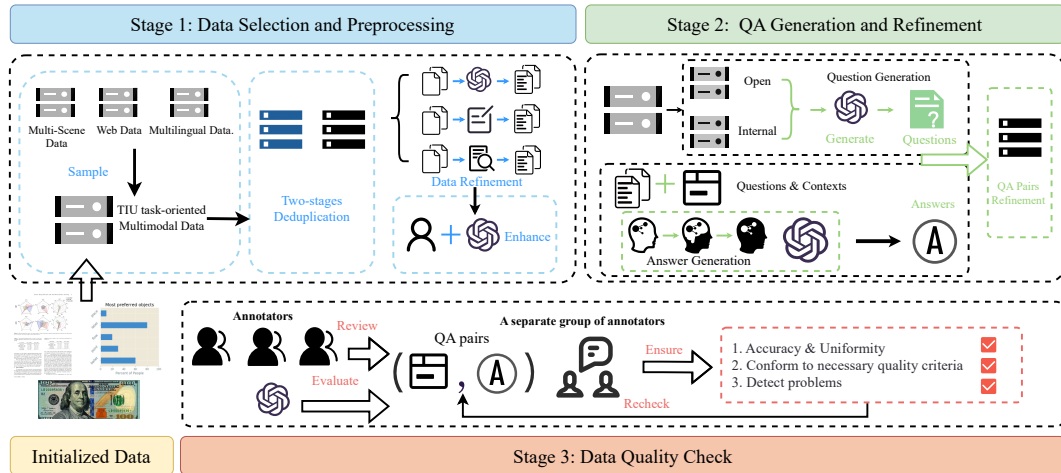 Stage 1: Data Selection and Preprocessing
Stage 2: QA Generation and Refinement
Multi-Scene
Data
Web Data
Multilingual Data.
Sample
TIU task-oriented
Multimodal Data
Two-stages
Deduplication
Data Refinement
Enhance
Open
Internal
Question Generation
Generate
Questions
QA Pairs
Refinement
Questions & Contexts
Answer Generation
Answers
A
Most preferred objects
Percent of People
100
Annotators
Review
Evaluate
QA pairs
( , A )
A separate group of annotators
Ensure
Recheck
1. Accuracy & Uniformity
2. Conform to necessary quality criteria
3. Detect problems
Initialized Data
Stage 3: Data Quality Check